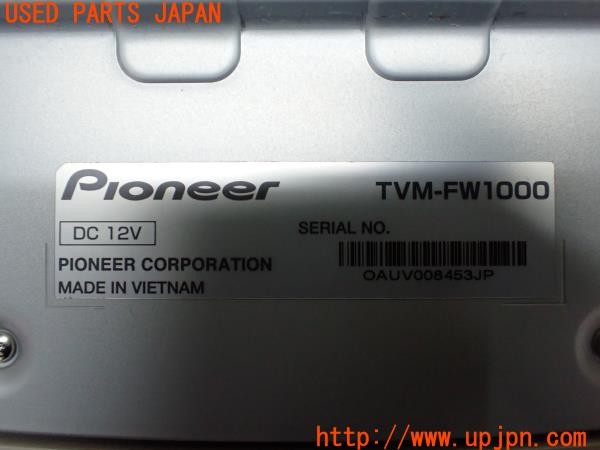 USED PARTS JAPAN
Pioneer
TVM-FW1000
DC 12V
SERIAL NO.
PIONEER CORPORATION
OAUV008453JP
MADE IN VIETNAM
http://www.upjpn.com/